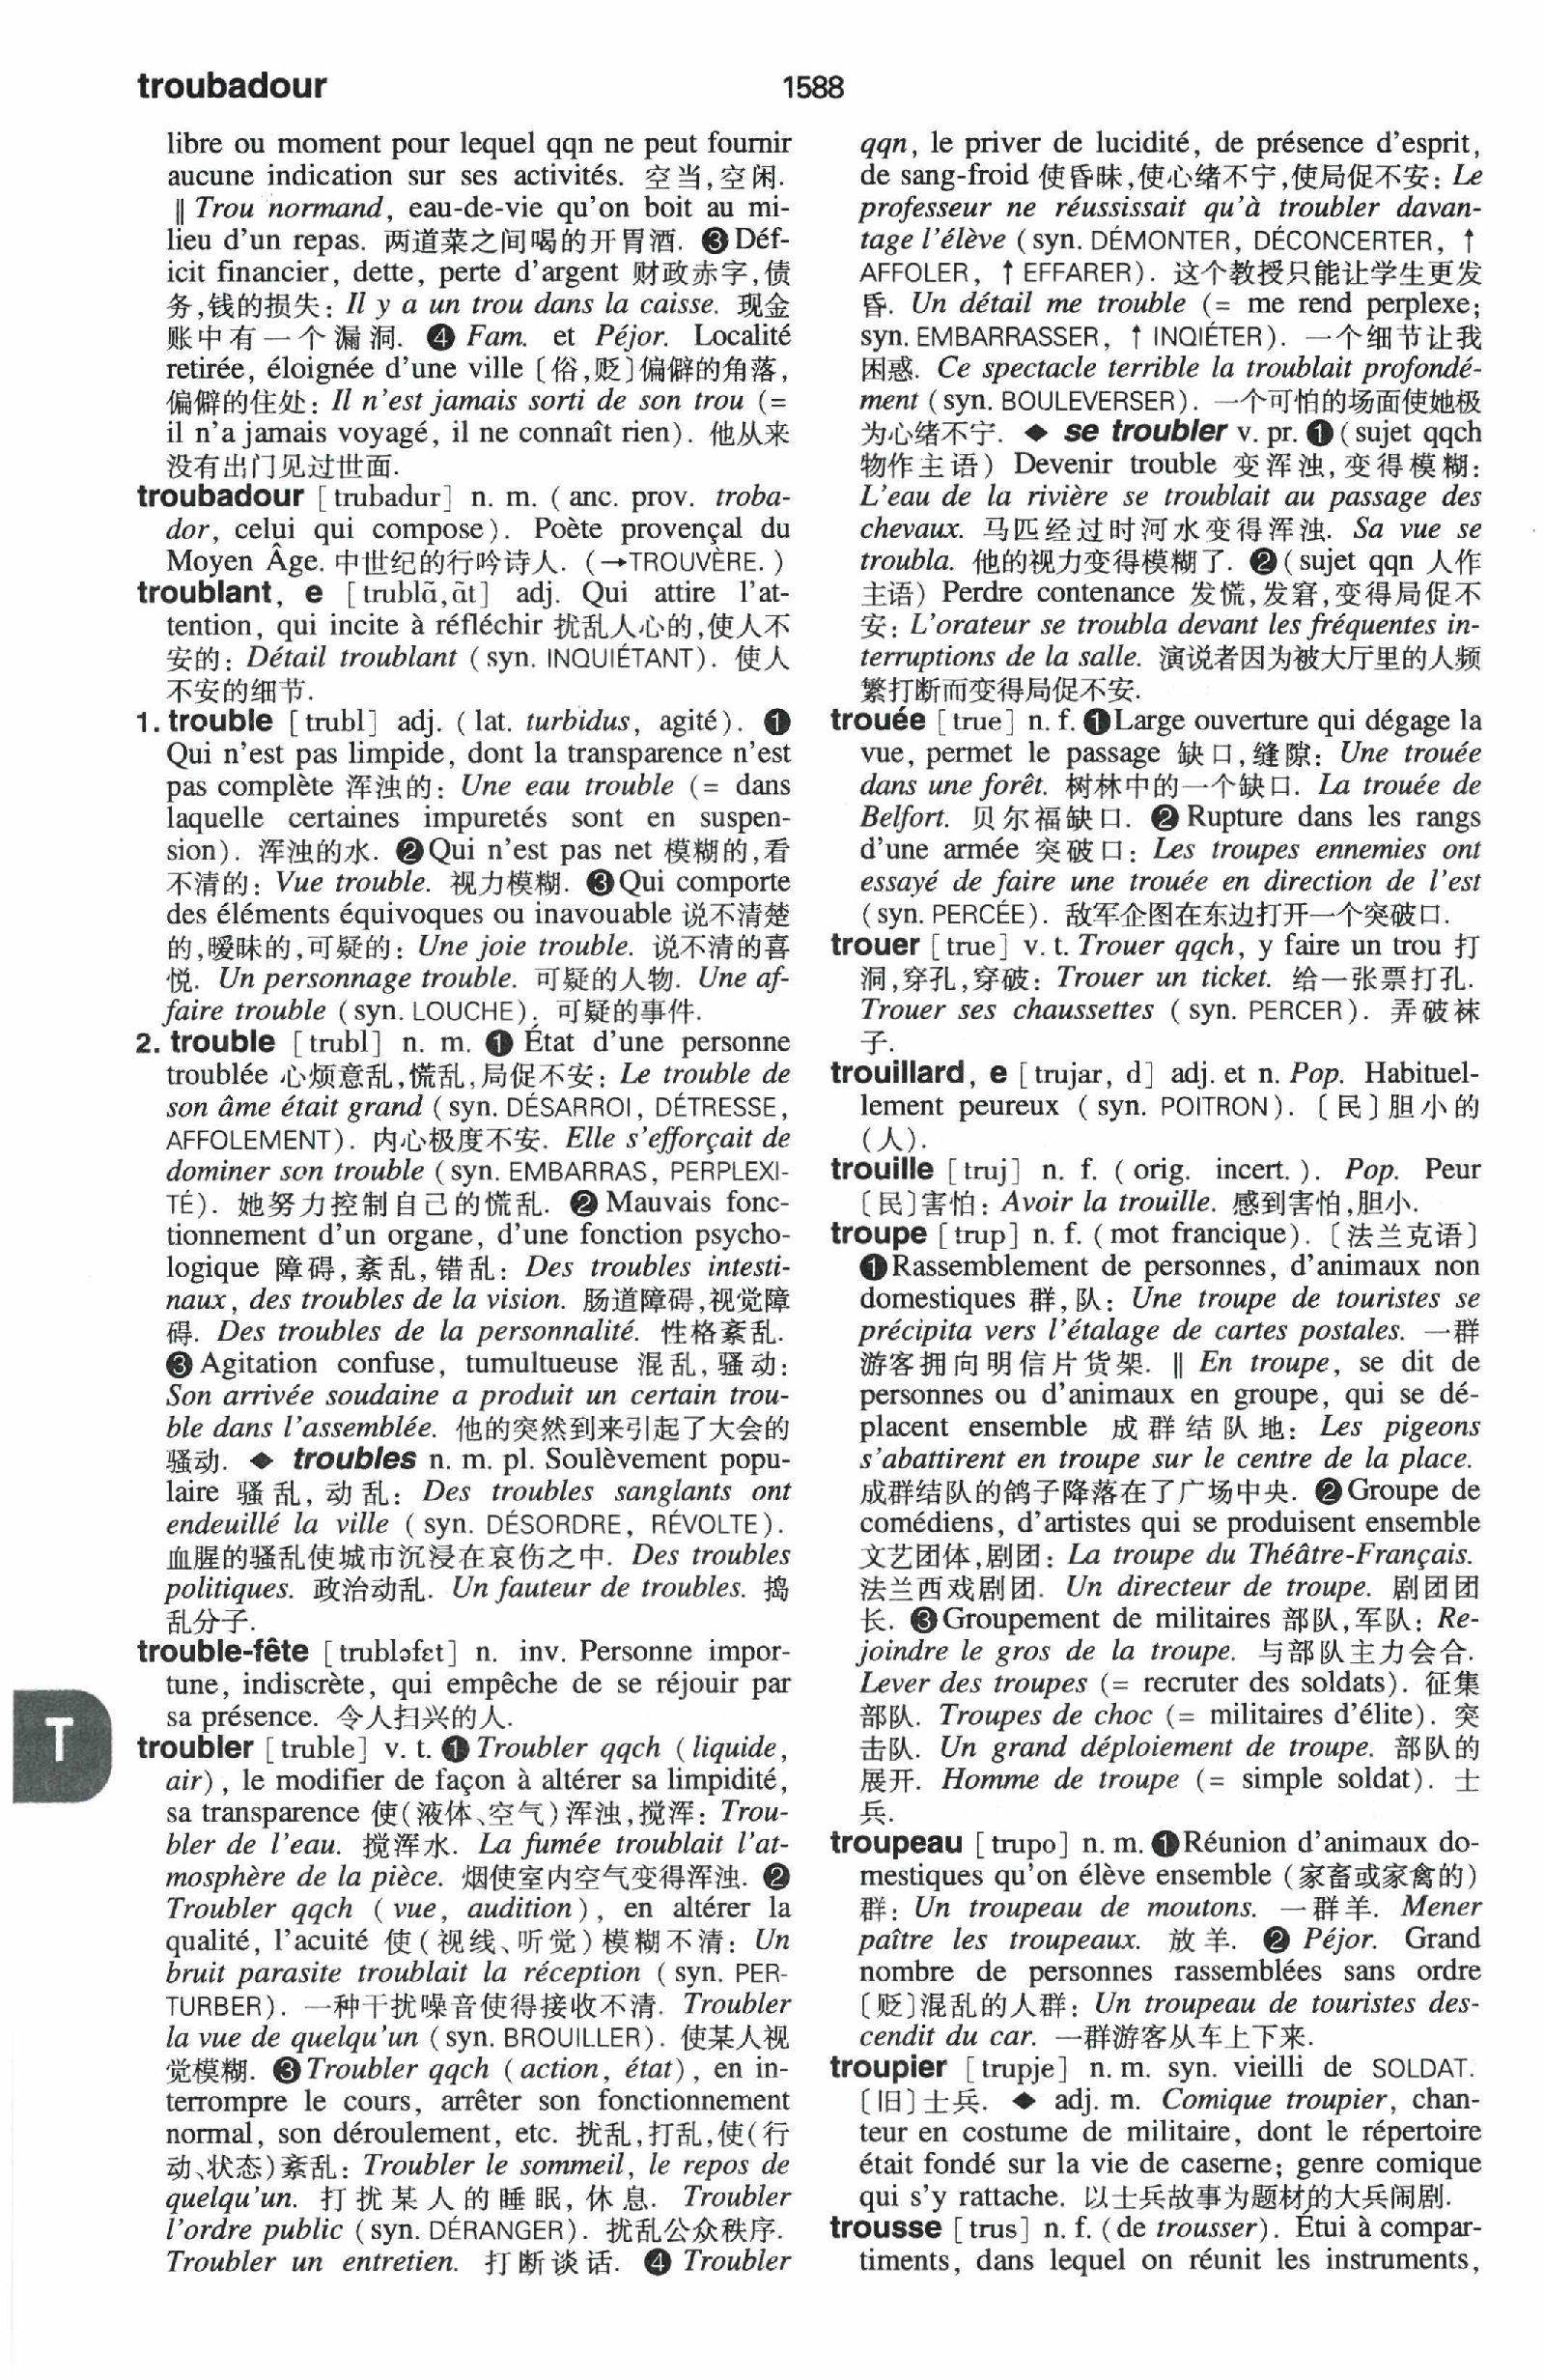 troubadour
1588
libre ou moment pour lequel qqn ne peut fournir
aucune indication sur ses activités. 空当,空闲.
‖ Trou normand, eau-de-vie qu'on boit au mi-
lieu d'un repas. 两道菜之间喝的开胃酒. ❸ Déf-
icit financier, dette, perte d'argent 财政赤字,债
务,钱的损失: Il y a un trou dans la caisse. 现金
账中有一个漏洞. ❹ Fam. et Péjor. Localité
retirée, éloignée d'une ville〔俗,贬〕偏僻的角落,
偏僻的住处: Il n'est jamais sorti de son trou (=
il n'a jamais voyagé, il ne connaît rien). 他从来
没有出门见过世面.
troubadour [trubadur] n. m. (anc. prov. troba-
dor, celui qui compose). Poète provençal du
Moyen Âge. 中世纪的行吟诗人. (→TROUVÈRE.)
troublant, e [trublɑ̃,ɑ̃t] adj. Qui attire l'at-
tention, qui incite à réfléchir 扰乱人心的,使人不
安的: Détail troublant (syn. INQUIÉTANT). 使人
不安的细节.
1. trouble [trubl] adj. (lat. turbidus, agité). ❶
Qui n'est pas limpide, dont la transparence n'est
pas complète 浑浊的: Une eau trouble (= dans
laquelle certaines impuretés sont en suspen-
sion). 浑浊的水. ❷Qui n'est pas net 模糊的,看
不清的: Vue trouble. 视力模糊. ❸Qui comporte
des éléments équivoques ou inavouable 说不清楚
的,暧昧的,可疑的: Une joie trouble. 说不清的喜
悦. Un personnage trouble. 可疑的人物. Une af-
faire trouble (syn. LOUCHE). 可疑的事件.
2. trouble [trubl] n. m. ❶ État d'une personne
troublée 心烦意乱,慌乱,局促不安: Le trouble de
son âme était grand (syn. DÉSARROI, DÉTRESSE,
AFFOLEMENT). 内心极度不安. Elle s'efforçait de
dominer son trouble (syn. EMBARRAS, PERPLEXI-
TÉ). 她努力控制自己的慌乱. ❷ Mauvais fonc-
tionnement d'un organe, d'une fonction psycho-
logique 障碍,紊乱,错乱: Des troubles intesti-
naux, des troubles de la vision. 肠道障碍,视觉障
碍. Des troubles de la personnalité. 性格紊乱.
❸ Agitation confuse, tumultueuse 混乱,骚动:
Son arrivée soudaine a produit un certain trou-
ble dans l'assemblée. 他的突然到来引起了大会的
骚动. ◆ troubles n. m. pl. Soulèvement popu-
laire 骚乱,动乱: Des troubles sanglants ont
endeuillé la ville (syn. DÉSORDRE, RÉVOLTE).
血腥的骚乱使城市沉浸在哀伤之中. Des troubles
politiques. 政治动乱. Un fauteur de troubles. 捣
乱分子.
trouble-fête [trubləfɛt] n. inv. Personne impor-
tune, indiscrète, qui empêche de se réjouir par
sa présence. 令人扫兴的人.
T
troubler [truble] v. t. ❶ Troubler qqch (liquide,
air), le modifier de façon à altérer sa limpidité,
sa transparence 使(液体、空气)浑浊,搅浑: Trou-
bler de l'eau. 搅浑水. La fumée troublait l'at-
mosphère de la pièce. 烟使室内空气变得浑浊. ❷
Troubler qqch (vue, audition), en altérer la
qualité, l'acuité 使(视线、听觉)模糊不清: Un
bruit parasite troublait la réception (syn. PER-
TURBER). 一种干扰噪音使得接收不清. Troubler
la vue de quelqu'un (syn. BROUILLER). 使某人视
觉模糊. ❸ Troubler qqch (action, état), en in-
terrompre le cours, arrêter son fonctionnement
normal, son déroulement, etc. 扰乱,打乱,使(行
动、状态)紊乱: Troubler le sommeil, le repos de
quelqu'un. 打扰某人的睡眠,休息. Troubler
l'ordre public (syn. DÉRANGER). 扰乱公众秩序.
Troubler un entretien. 打断谈话. ❹ Troubler
qqn, le priver de lucidité, de présence d'esprit,
de sang-froid 使昏昧,使心绪不宁,使局促不安: Le
professeur ne réussissait qu'à troubler davan-
tage l'élève (syn. DÉMONTER, DÉCONCERTER, ↑
AFFOLER, ↑ EFFARER). 这个教授只能让学生更发
昏. Un détail me trouble (= me rend perplexe;
syn. EMBARRASSER, ↑ INQIÉTER). 一个细节让我
困惑. Ce spectacle terrible la troublait profondé-
ment (syn. BOULEVERSER). 一个可怕的场面使她极
为心绪不宁. ◆ se troubler v. pr. ❶ (sujet qqch
物作主语) Devenir trouble 变浑浊,变得模糊:
L'eau de la rivière se troublait au passage des
chevaux. 马匹经过时河水变得浑浊. Sa vue se
troubla. 他的视力变得模糊了. ❷ (sujet qqn 人作
主语) Perdre contenance 发慌,发窘,变得局促不
安: L'orateur se troubla devant les fréquentes in-
terruptions de la salle. 演说者因为被大厅里的人频
繁打断而变得局促不安.
trouée [true] n. f. ❶Large ouverture qui dégage la
vue, permet le passage 缺口,缝隙: Une trouée
dans une forêt. 树林中的一个缺口. La trouée de
Belfort. 贝尔福缺口. ❷ Rupture dans les rangs
d'une armée 突破口: Les troupes ennemies ont
essayé de faire une trouée en direction de l'est
(syn. PERCÉE). 敌军企图在东边打开一个突破口.
trouer [true] v. t. Trouer qqch, y faire un trou 打
洞,穿孔,穿破: Trouer un ticket. 给一张票打孔.
Trouer ses chaussettes (syn. PERCER). 弄破袜
子.
trouillard, e [trujar, d] adj. et n. Pop. Habituel-
lement peureux (syn. POITRON).〔民〕胆小的
(人).
trouille [truj] n. f. (orig. incert.). Pop. Peur
〔民〕害怕: Avoir la trouille. 感到害怕,胆小.
troupe [trup] n. f. (mot francique).〔法兰克语〕
❶Rassemblement de personnes, d'animaux non
domestiques 群,队: Une troupe de touristes se
précipita vers l'étalage de cartes postales. 一群
游客拥向明信片货架. ‖ En troupe, se dit de
personnes ou d'animaux en groupe, qui se dé-
placent ensemble 成群结队地: Les pigeons
s'abattirent en troupe sur le centre de la place.
成群结队的鸽子降落在了广场中央. ❷Groupe de
comédiens, d'artistes qui se produisent ensemble
文艺团体,剧团: La troupe du Théâtre-Français.
法兰西戏剧团. Un directeur de troupe. 剧团团
长. ❸Groupement de militaires 部队,军队: Re-
joindre le gros de la troupe. 与部队主力会合.
Lever des troupes (= recruter des soldats). 征集
部队. Troupes de choc (= militaires d'élite). 突
击队. Un grand déploiement de troupe. 部队的
展开. Homme de troupe (= simple soldat). 士
兵.
troupeau [trupo] n. m. ❶Réunion d'animaux do-
mestiques qu'on élève ensemble (家畜或家禽的)
群: Un troupeau de moutons. 一群羊. Mener
paître les troupeaux. 放羊. ❷ Péjor. Grand
nombre de personnes rassemblées sans ordre
〔贬〕混乱的人群: Un troupeau de touristes des-
cendit du car. 一群游客从车上下来.
troupier [trupje] n. m. syn. vieilli de SOLDAT.
〔旧〕士兵. ◆ adj. m. Comique troupier, chan-
teur en costume de militaire, dont le répertoire
était fondé sur la vie de caserne; genre comique
qui s'y rattache. 以士兵故事为题材的大兵闹剧.
trousse [trus] n. f. (de trousser). Étui à compar-
timents, dans lequel on réunit les instruments,